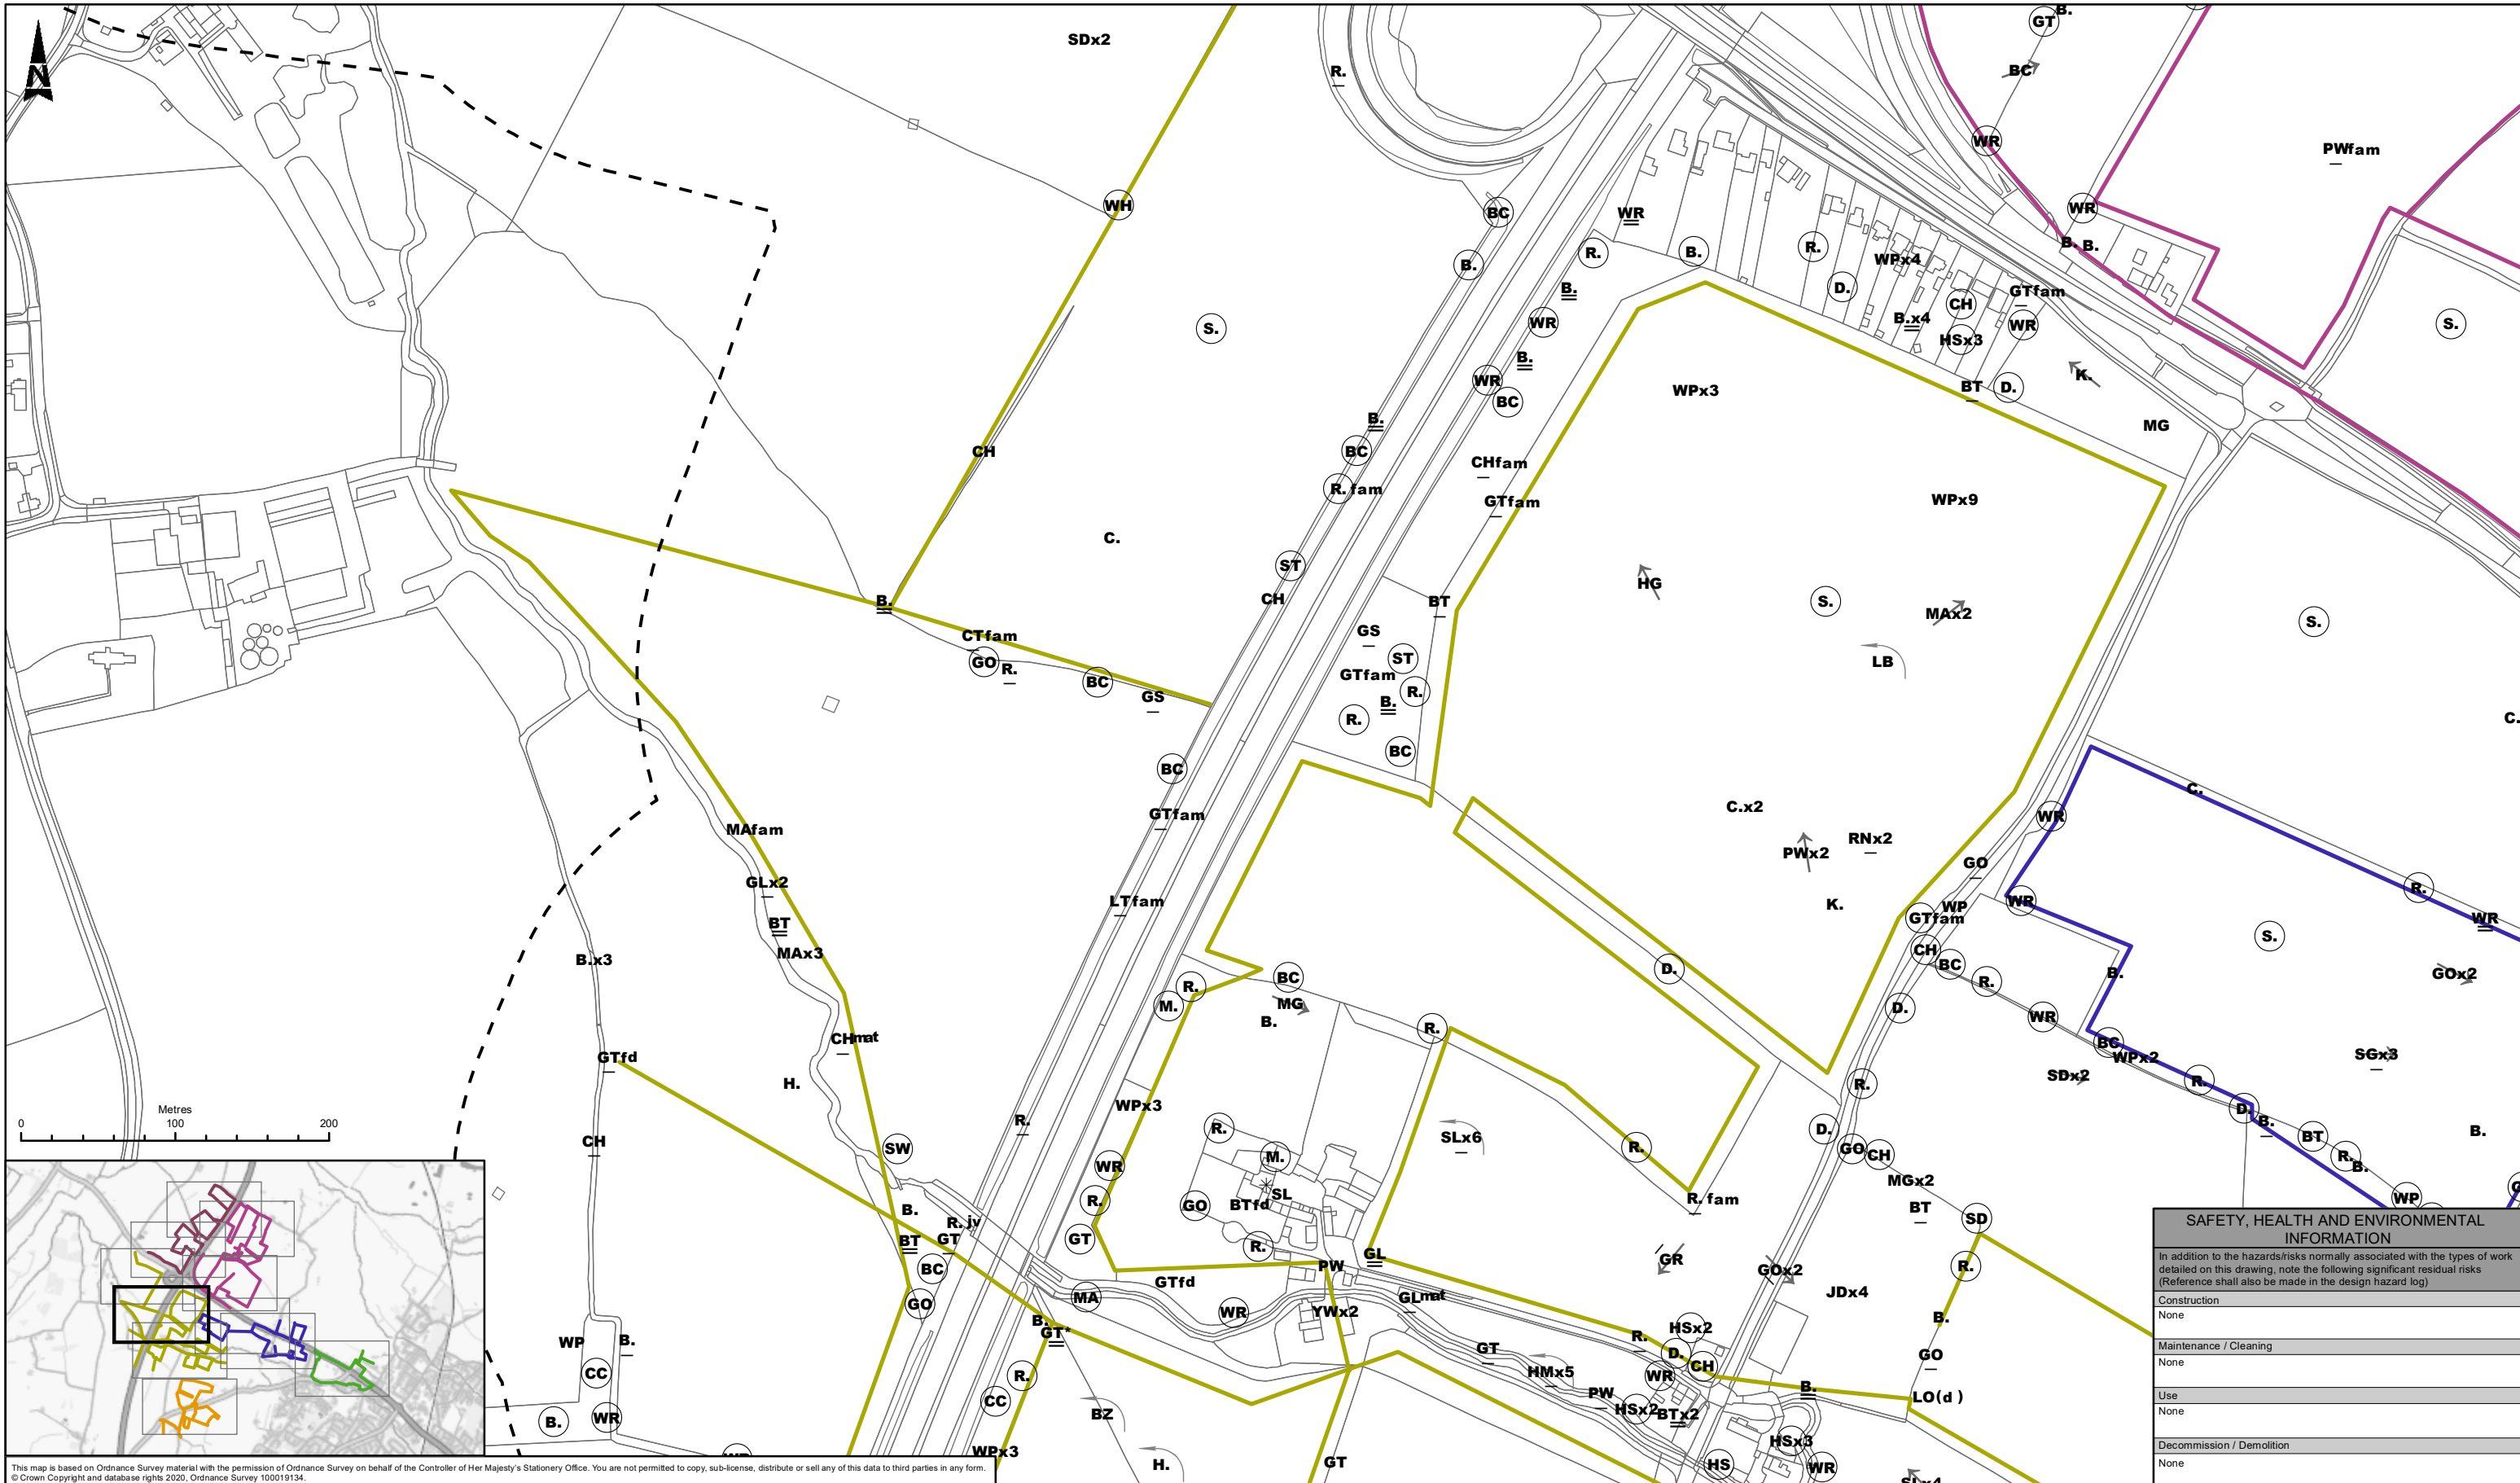 N
SDx2
R.
GT
B.
BC
WR
PWfam
WH
BC
WR
WR
B.
R.
B.
R.
WPx4
B. B.
D.
B.
GTfam
CH
B.x4
WR
S.
WR
HSx3
S.
B.
WR
BC
BT
D.
K.
WPx3
MG
B.
BC
CH
CHfam
R. fam
GTfam
WPx9
C.
ST
HG
CH
BT
S.
MAx2
S.
B.
CTfam
GO
R.
BC
GS
GS
ST
GTfam
R.
B.
R.
BC
LB
C.
BC
C.
GTfam
C.x2
WR
MAfam
PWx2
RNx2
GO
GLx2
LTfam
K.
WP
GTfam
WR
R.
WR
BT
MAx3
B.x3
CH
BC
S.
D.
R.
B.
GOx2
BC
R.
M.
MG
B.
D.
WR
R.
CHmat
BC
WPx2
SGx3
GTfd
H.
SDx2
R.
R.
WPx3
D.
B.
R.
R.
SLx6
D.
BT
B.
CH
SW
M.
R.
GO
CH
R.
B.
WR
MGx2
R.
SL
BTfd
GO
R. fam
BT
WP
B.
R. jv
SD
BT
GT
GT
R.
GL
GR
BC
PW
GOx2
R.
GO
GTfd
MA
WR
YWx2
GLmat
JDx4
B.
GT*
HSx2
B.
WP
B.
R.
GT
D.
CH
GO
CC
R.
HMx5
WR
CC
PW
B.
LO(d )
B.
WR
BZ
HSx2
BTx2
HSx3
WPx3
H.
GT
HS
WR
Metres
0 100 200
SAFETY, HEALTH AND ENVIRONMENTAL
INFORMATION
In addition to the hazards/risks normally associated with the types of work
detailed on this drawing, note the following significant residual risks
(Reference shall also be made in the design hazard log)
Construction
None
Maintenance / Cleaning
None
Use
None
Decommission / Demolition
None
This map is based on Ordnance Survey material with the permission of Ordnance Survey on behalf of the Controller of Her Majesty's Stationery Office. You are not permitted to copy, sub-license, distribute or sell any of this data to third parties in any form.
© Crown Copyright and database rights 2020, Ordnance Survey 100019134.